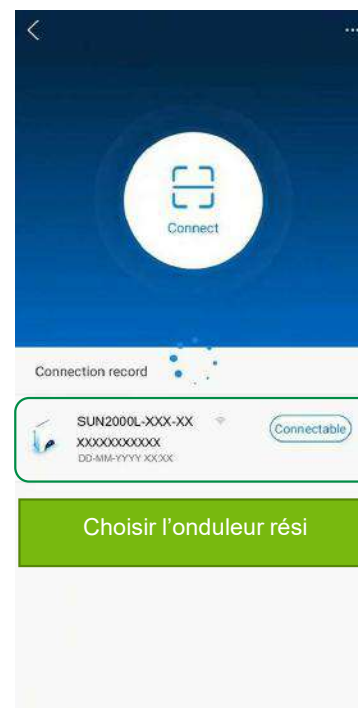 Connect
Connection record
SUN2000L-XXX-XX
Connectable
XXXXXXXXXXX
DD-MM-YYYY XX:XX
Choisir l’onduleur rési